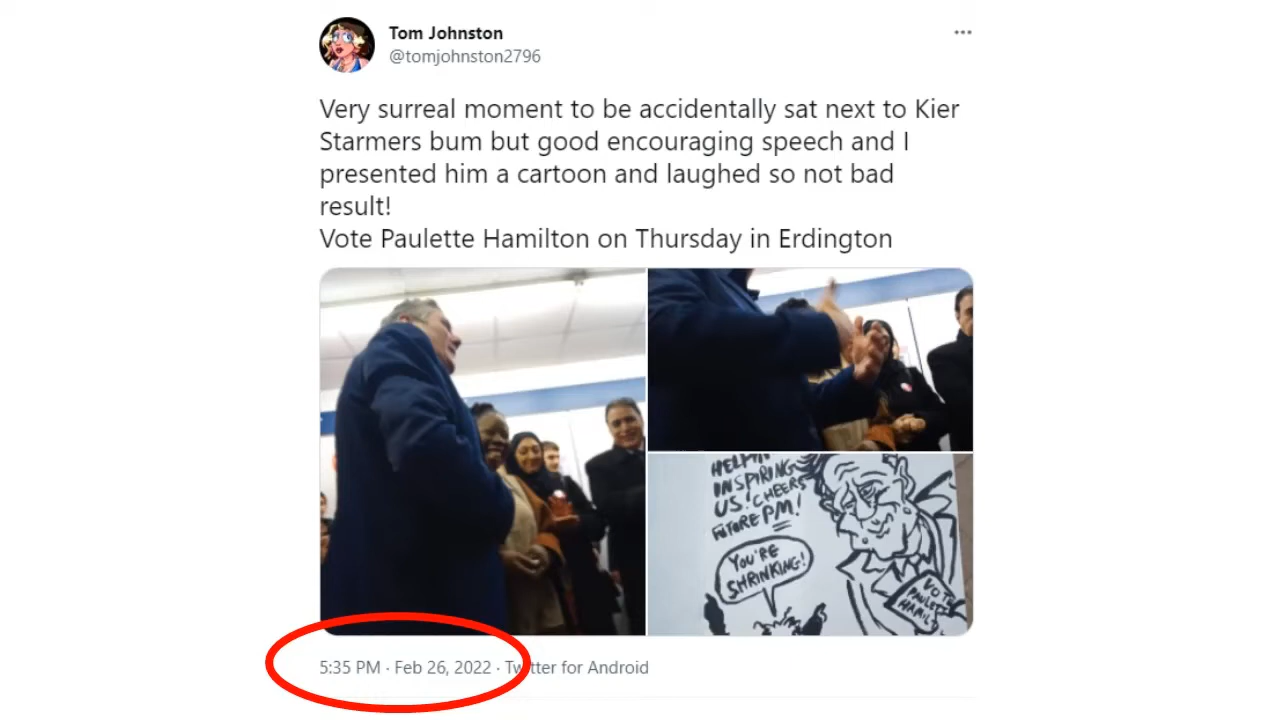 Tom Johnston
@tomjohnston2796
Very surreal moment to be accidentally sat next to Kier
Starmers bum but good encouraging speech and I
presented him a cartoon and laughed so not bad
result!
Vote Paulette Hamilton on Thursday in Erdington
INSPIRING
US! CHEERS
FUTURE PM!
YOU'RE
SHRINKING!
VOTE
5:35 PM · Feb 26, 2022 · Twitter for Android